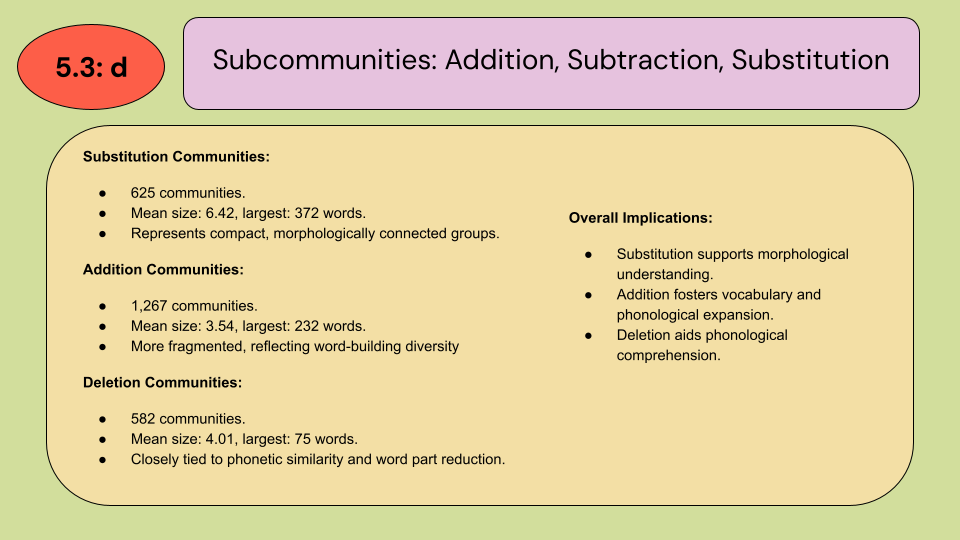 5.3: d
Subcommunities: Addition, Subtraction, Substitution
Substitution Communities:
● 625 communities.
● Mean size: 6.42, largest: 372 words.
● Represents compact, morphologically connected groups.
Addition Communities:
● 1,267 communities.
● Mean size: 3.54, largest: 232 words.
● More fragmented, reflecting word-building diversity
Deletion Communities:
● 582 communities.
● Mean size: 4.01, largest: 75 words.
● Closely tied to phonetic similarity and word part reduction.
Overall Implications:
● Substitution supports morphological
understanding.
● Addition fosters vocabulary and
phonological expansion.
● Deletion aids phonological
comprehension.